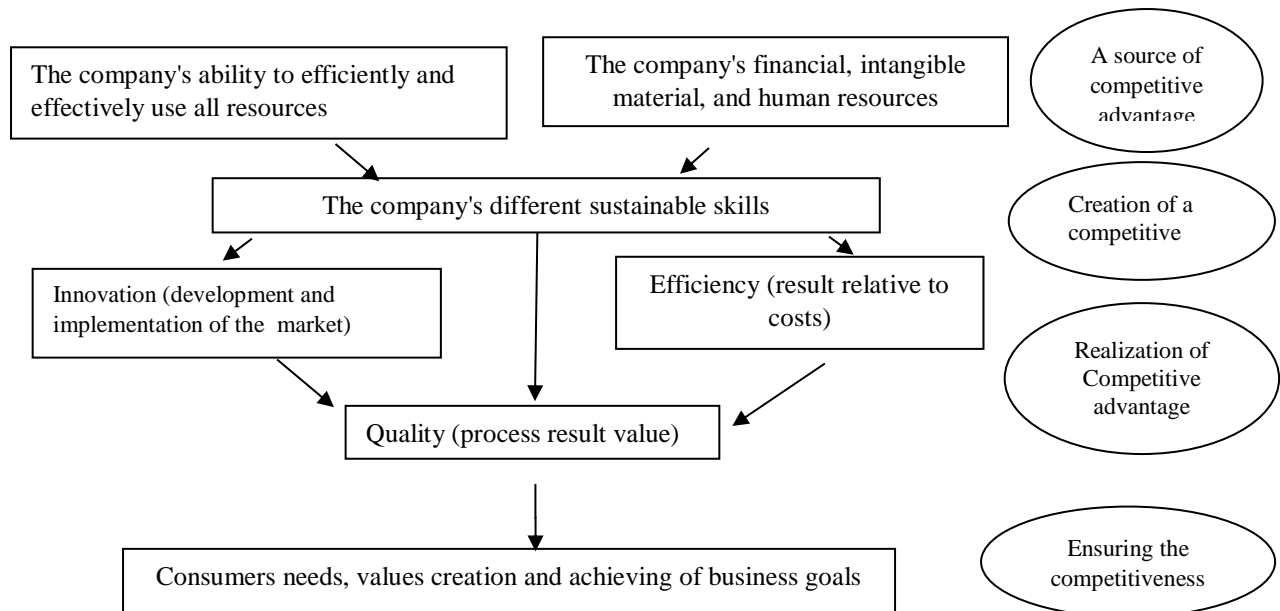 The company's ability to efficiently and
effectively use all resources
The company's financial, intangible
material, and human resources
A source of
competitive
advantage
The company's different sustainable skills
Creation of a
competitive
Innovation (development and
implementation of the market)
Efficiency (result relative to
costs)
Realization of
Competitive
advantage
Quality (process result value)
Consumers needs, values creation and achieving of business goals
Ensuring the
competitiveness